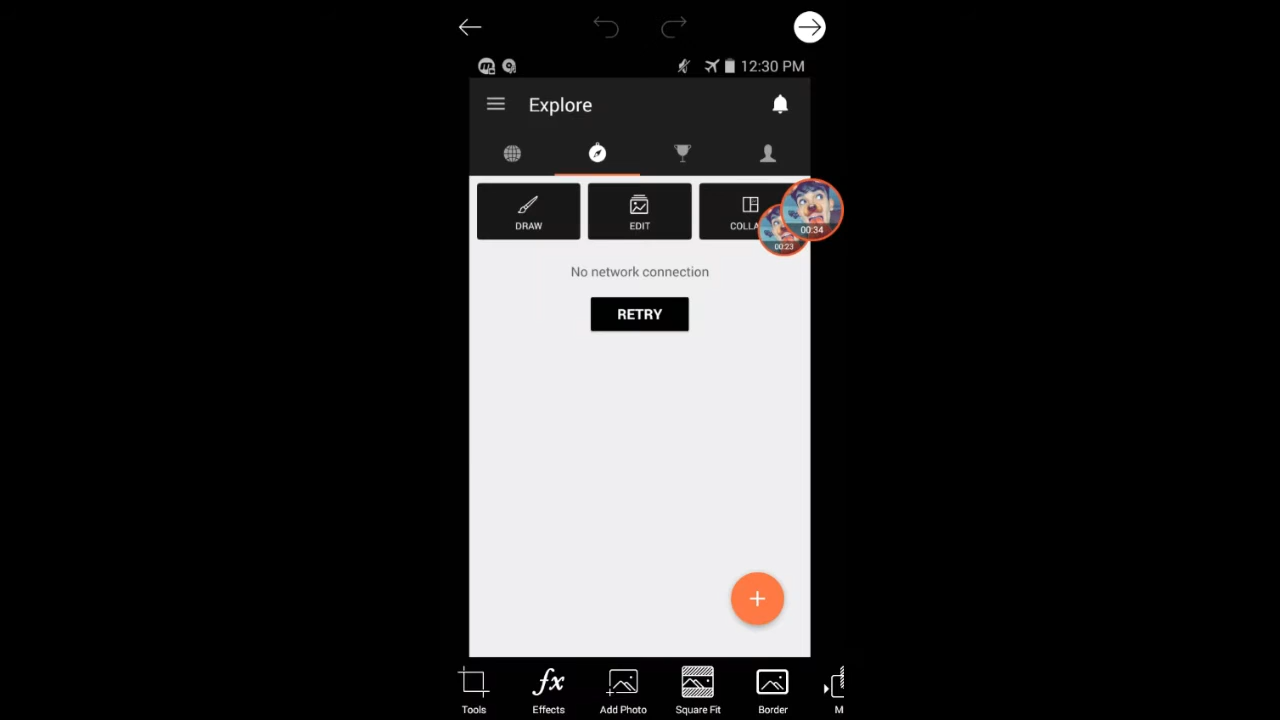 12:30 PM
Explore
DRAW
EDIT
COLLA
00:34
00:23
No network connection
RETRY
Tools
Effects
Add Photo
Square Fit
Border
M